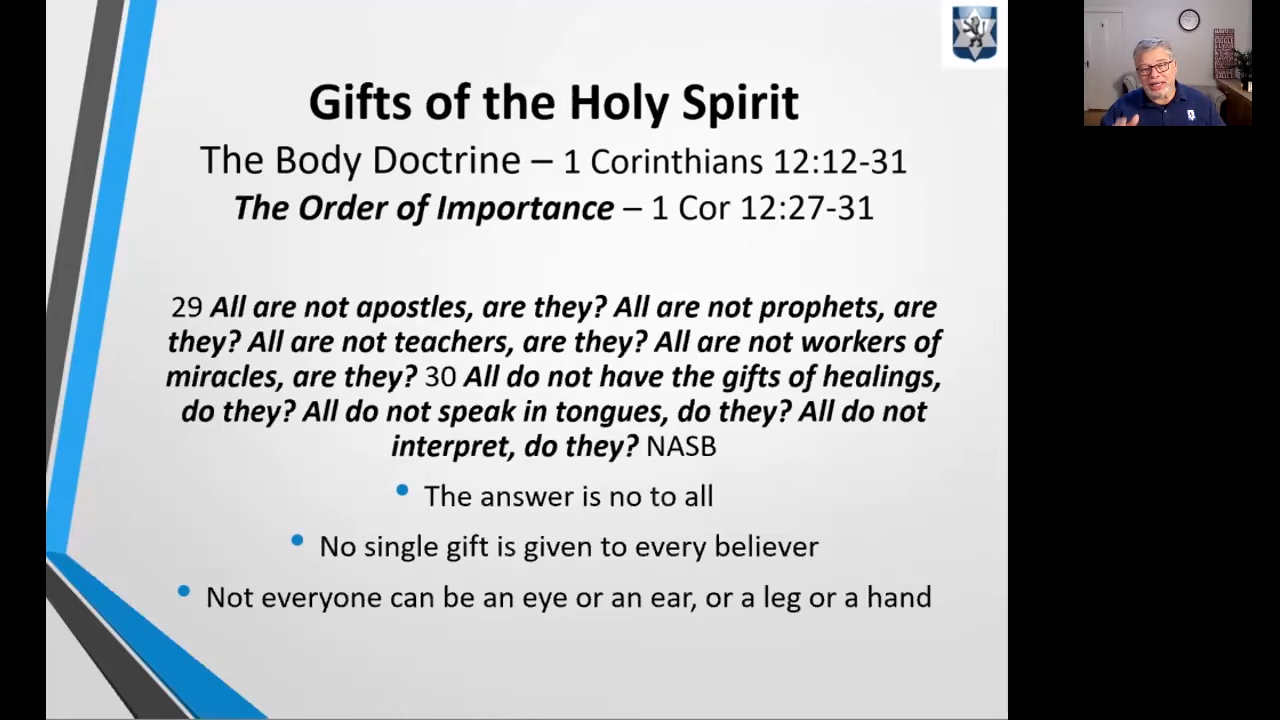 Gifts of the Holy Spirit
The Body Doctrine – 1 Corinthians 12:12-31
The Order of Importance – 1 Cor 12:27-31
29 All are not apostles, are they? All are not prophets, are
they? All are not teachers, are they? All are not workers of
miracles, are they? 30 All do not have the gifts of healings,
do they? All do not speak in tongues, do they? All do not
interpret, do they? NASB
• The answer is no to all
• No single gift is given to every believer
• Not everyone can be an eye or an ear, or a leg or a hand